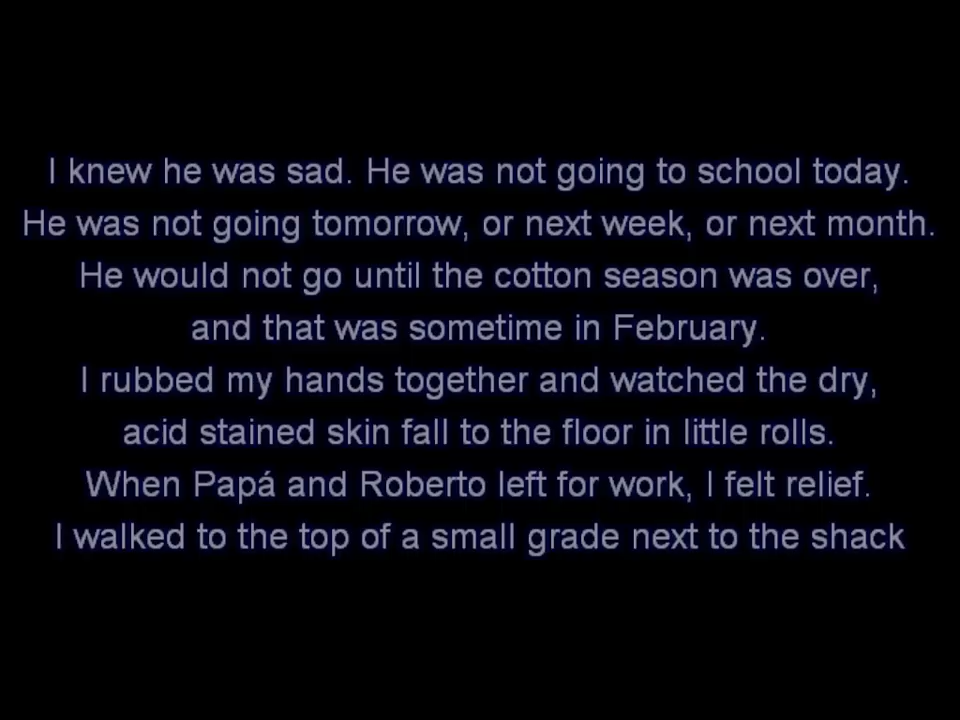 I knew he was sad. He was not going to school today.
He was not going tomorrow, or next week, or next month.
He would not go until the cotton season was over,
and that was sometime in February.
I rubbed my hands together and watched the dry,
acid stained skin fall to the floor in little rolls.
When Papá and Roberto left for work, I felt relief.
I walked to the top of a small grade next to the shack